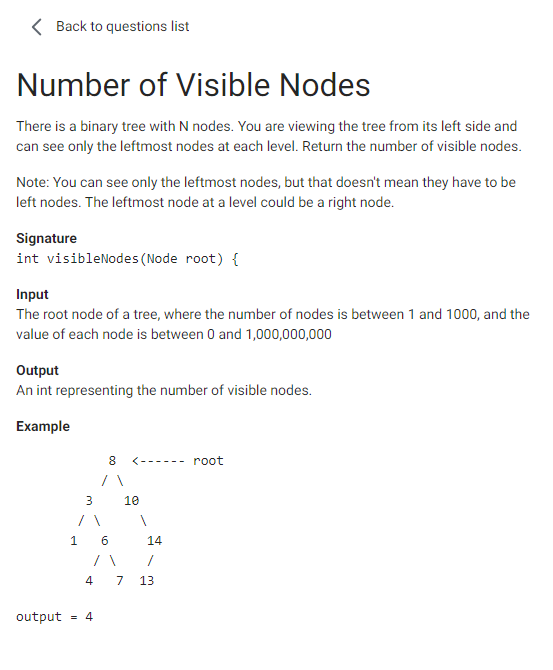 Back to questions list
Number of Visible Nodes
There is a binary tree with N nodes. You are viewing the tree from its left side and
can see only the leftmost nodes at each level. Return the number of visible nodes.
Note: You can see only the leftmost nodes, but that doesn't mean they have to be
left nodes. The leftmost node at a level could be a right node.
Signature
int visibleNodes(Node root) {
Input
The root node of a tree, where the number of nodes is between 1 and 1000, and the
value of each node is between 0 and 1,000,000,000
Output
An int representing the number of visible nodes.
Example
            8  <------ root
           / \
         3    10
        / \     \
       1   6     14
          / \    /
         4   7  13
output = 4